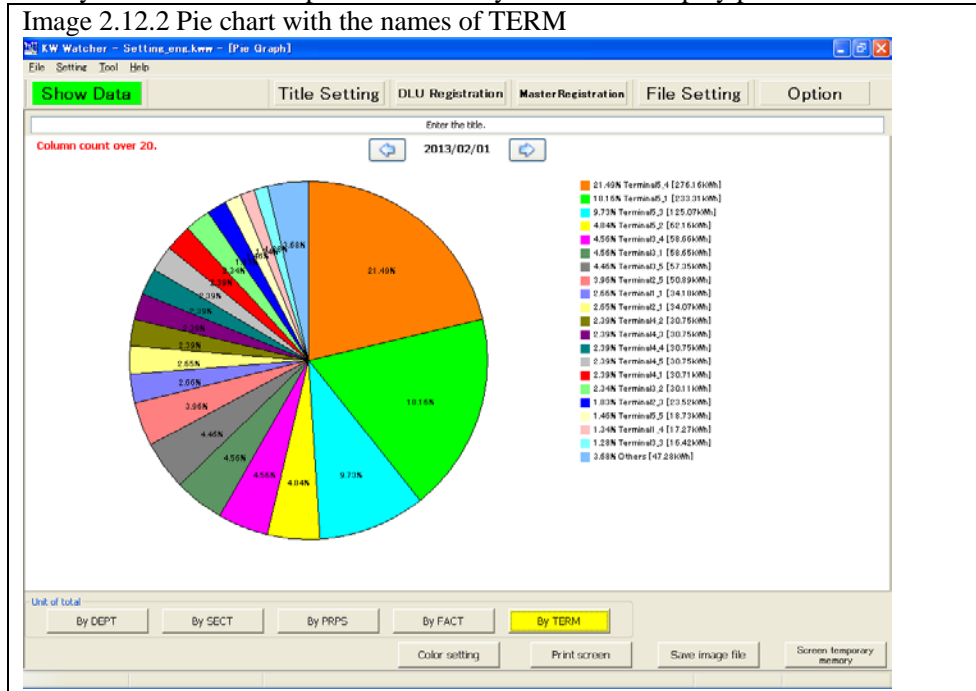 Image 2.12.2 Pie chart with the names of TERM
KW Watcher - Setting_eng.kww - [Pie Graph]
File Setting Tool Help
Show Data Title Setting DLU Registration Master Registration File Setting Option
Enter the title.
Column count over 20.
2013/02/01
21.49% Terminal5_4 [276.16kWh]
18.16% Terminal5_1 [233.31kWh]
9.73% Terminal5_3 [125.07kWh]
4.84% Terminal5_2 [62.16kWh]
4.56% Terminal3_4 [58.66kWh]
4.56% Terminal3_1 [58.65kWh]
4.46% Terminal3_5 [57.35kWh]
3.96% Terminal2_5 [50.89kWh]
2.66% Terminal1_1 [34.18kWh]
2.65% Terminal2_1 [34.07kWh]
2.39% Terminal4_2 [30.75kWh]
2.39% Terminal4_3 [30.75kWh]
2.39% Terminal4_4 [30.75kWh]
2.39% Terminal4_5 [30.75kWh]
2.39% Terminal4_1 [30.71kWh]
2.34% Terminal3_2 [30.11kWh]
1.83% Terminal2_3 [23.52kWh]
1.46% Terminal5_5 [18.73kWh]
1.34% Terminal1_4 [17.27kWh]
1.28% Terminal3_3 [16.42kWh]
3.68% Others [47.28kWh]
21.49%
18.16%
9.73%
4.84%
4.56%
4.56%
4.46%
3.96%
2.66%
2.65%
2.39%
2.39%
2.39%
2.39%
2.39%
2.34%
3.68%
Unit of total
By DEPT By SECT By PRPS By FACT By TERM
Color setting Print screen Save image file Screen temporary
memory